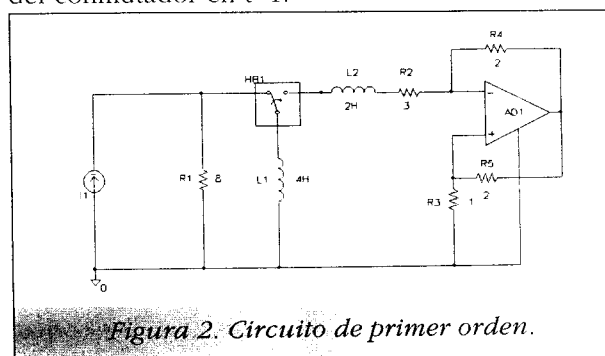 del conmutador en t=1.
R4
2
HB1
L2
R2
2H
3
AO1
I1
R1
8
L1
4H
R5
2
R3
1
0
Figura 2. Circuito de primer orden.